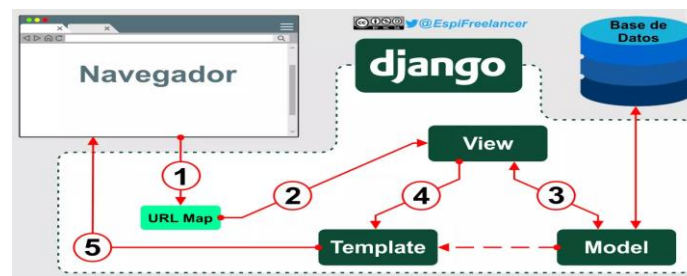 @EspiFreelancer
Base de
Datos
Navegador
django
View
1
2
4
3
URL Map
5
Template
Model